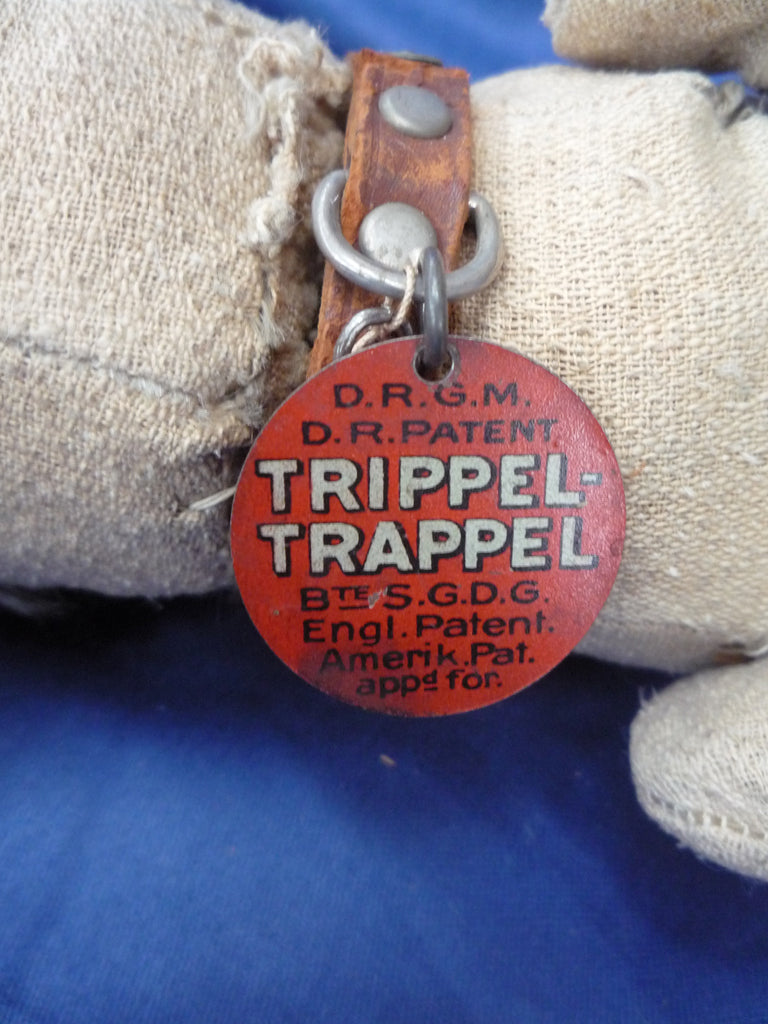 D.R.G.M.
D.R.PATENT
TRIPPEL-
TRAPPEL
BTE S.G.D.G.
Engl. Patent.
Amerik. Pat.
appd for.